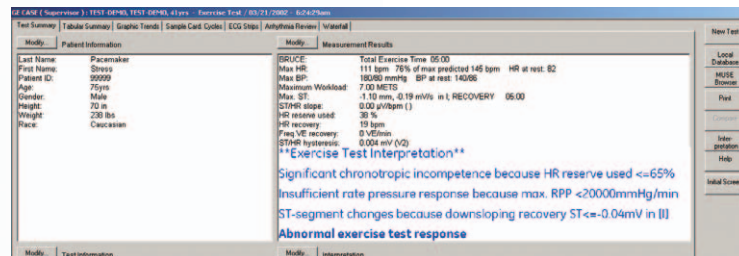 GE CASE ( Supervisor ) : TEST-DEMO, TEST-DEMO, 41yrs - Exercise Test / 03/21/2002 - 6:24:29am
Test Summary Tabular Summary Graphic Trends Sample Card. Cycles ECG Strips Arrhythmia Review Waterfall
Modify... Patient Information
Last Name: Pacemaker
First Name: Stress
Patient ID: 99999
Age: 75yrs
Gender: Male
Height: 70 in
Weight: 238 lbs
Race: Caucasian
Modify... Measurement Results
BRUCE: Total Exercise Time 05:00
Max HR: 111 bpm 76% of max predicted 145 bpm HR at rest: 82
Max BP: 180/80 mmHg BP at rest: 140/86
Maximum Workload: 7.00 METS
Max. ST: -1.10 mm, -0.19 mV/s in I; RECOVERY 05:00
ST/HR slope: 0.00 µV/bpm ( )
HR reserve used: 38 %
HR recovery: 19 bpm
Freq VE recovery: 0 VE/min
ST/HR hysteresis: 0.004 mV (V2)
**Exercise Test Interpretation**
Significant chronotropic incompetence because HR reserve used <=65%
Insufficient rate pressure response because max. RPP <20000mmHg/min
ST-segment changes because downsloping recovery ST<=-0.04mV in [I]
Abnormal exercise test response
Modify... Test Information
Modify... Interpretation
New Test
Local
Database
MUSE
Browser
Print
Compare
Inter-
pretation
Help
Initial Screen